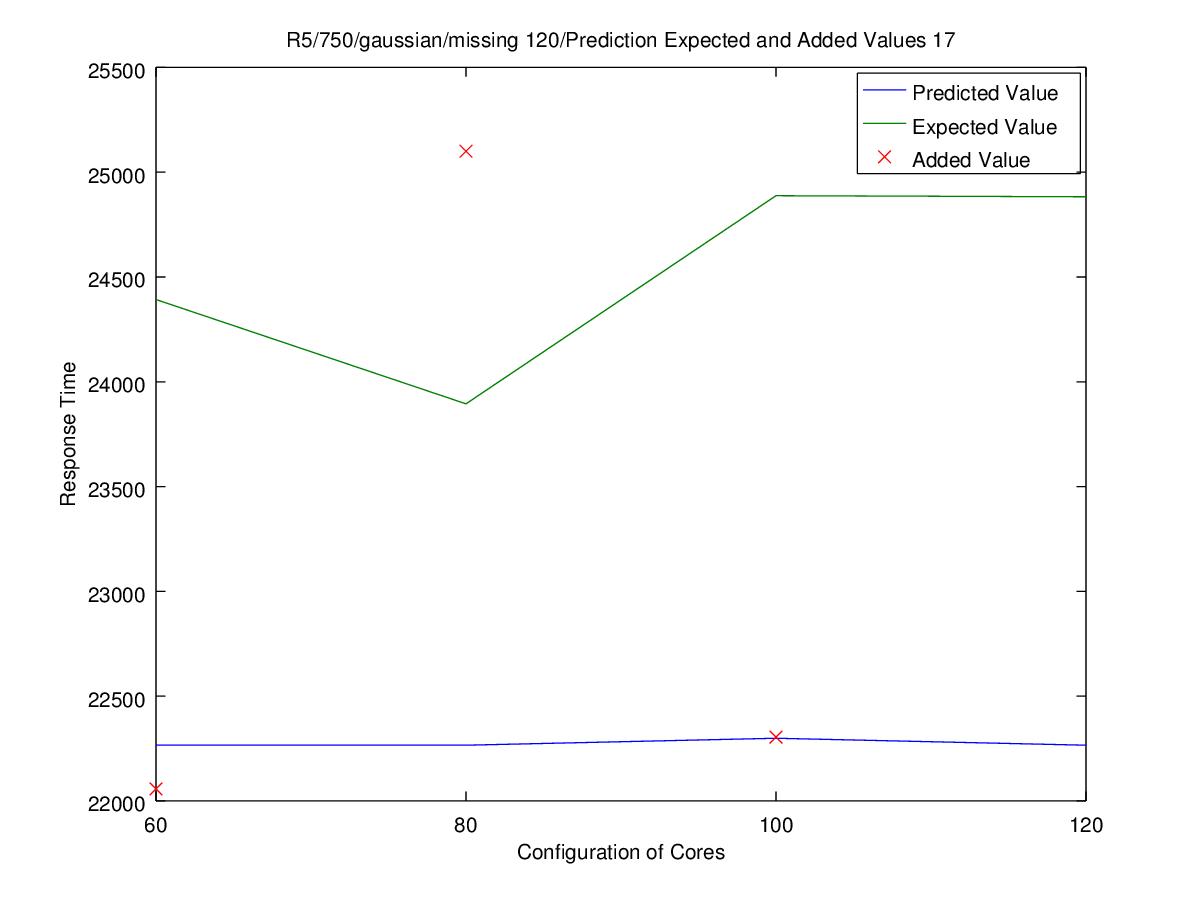 R5/750/gaussian/missing 120/Prediction Expected and Added Values 17
25500
25000
24500
24000
23500
23000
22500
22000
60
80
100
120
Response Time
Configuration of Cores
Predicted Value
Expected Value
Added Value